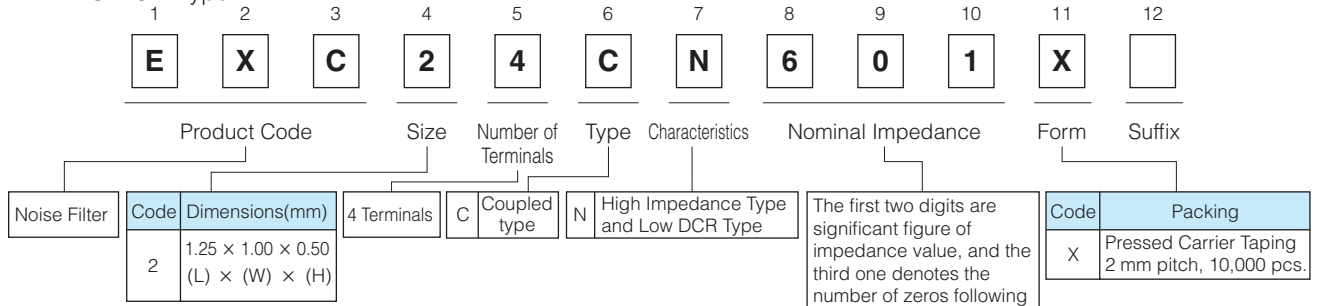 Type
1 2 3 4 5 6 7 8 9 10 11 12
E X C 2 4 C N 6 0 1 X
Product Code Size Number of Terminals Type Characteristics Nominal Impedance Form Suffix
Noise Filter
Code Dimensions(mm)
2 1.25 × 1.00 × 0.50
(L) × (W) × (H)
4 Terminals
C Coupled
type
N High Impedance Type
and Low DCR Type
The first two digits are
significant figure of
impedance value, and the
third one denotes the
number of zeros following
Code Packing
X Pressed Carrier Taping
2 mm pitch, 10,000 pcs.